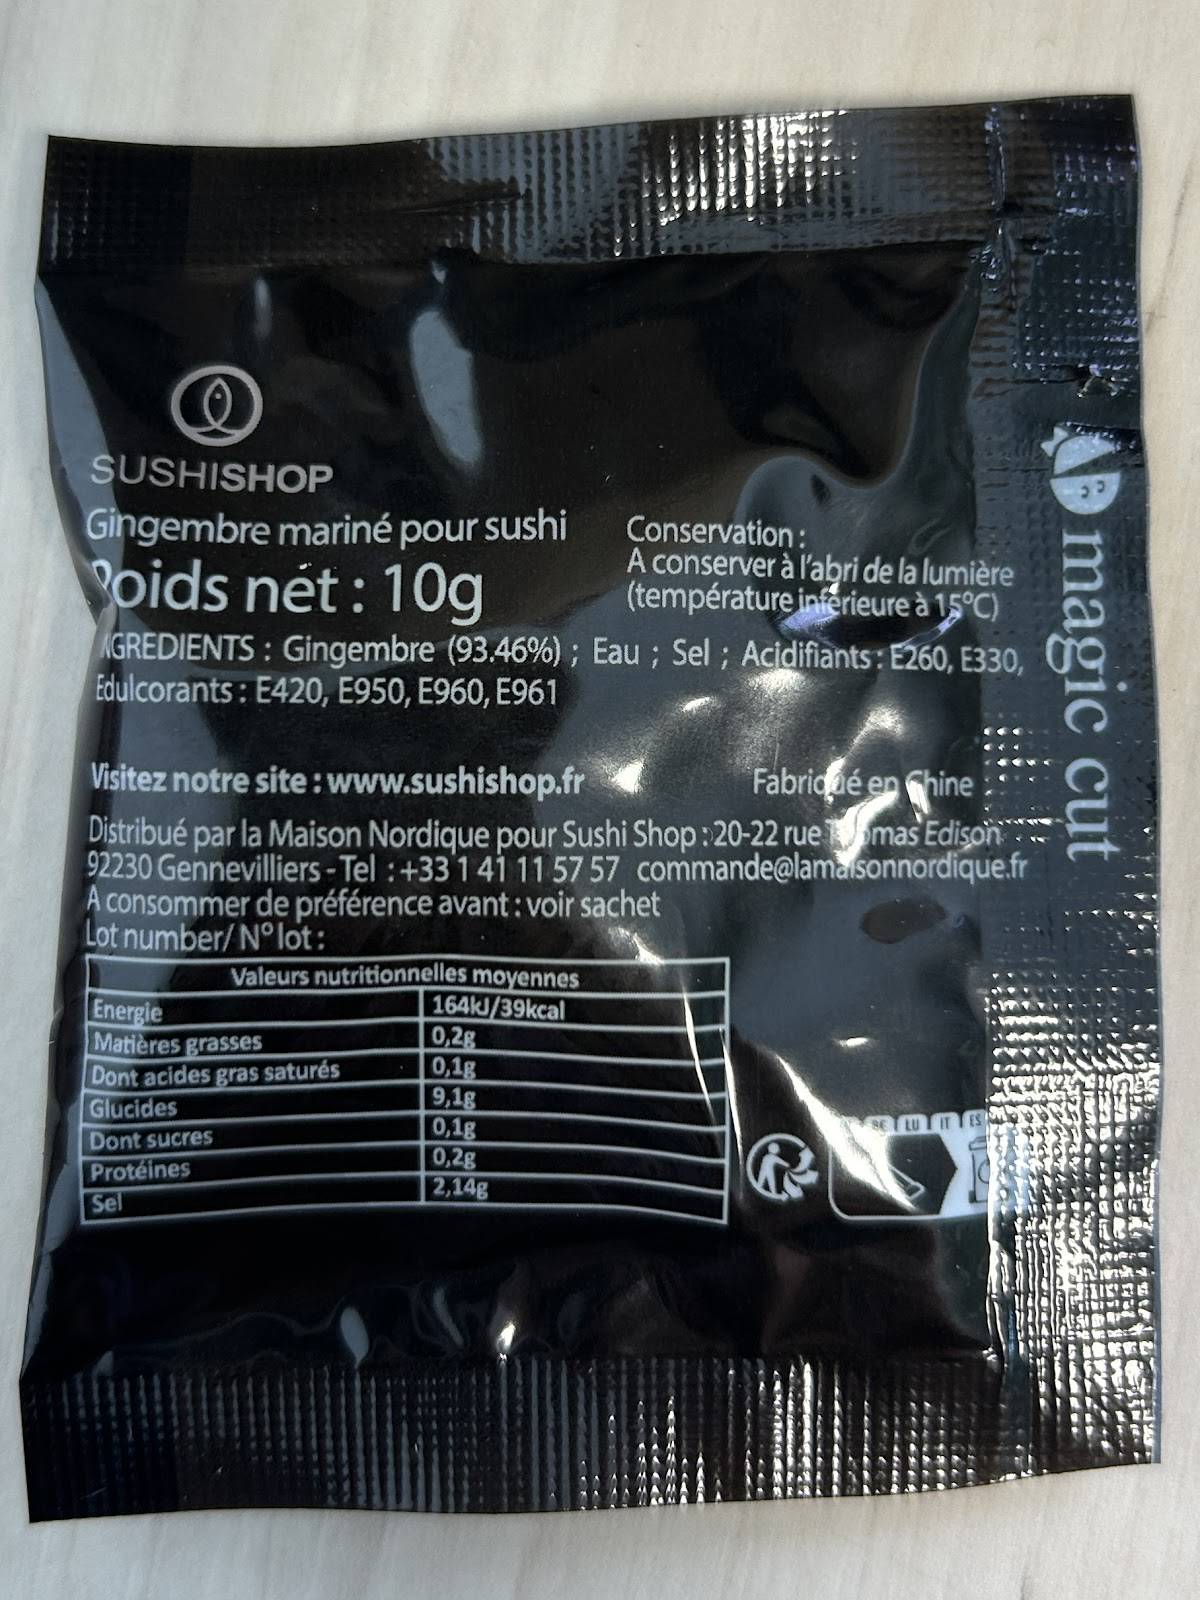 SUSHISHOP
Gingembre mariné pour sushi
Poids net : 10g
Conservation :
A conserver à l'abri de la lumière
(température inférieure à 15°C)
INGREDIENTS : Gingembre (93.46%) ; Eau ; Sel ; Acidifiants : E260, E330,
Edulcorants : E420, E950, E960, E961
Visitez notre site : www.sushishop.fr
Fabriqué en Chine
Distribué par la Maison Nordique pour Sushi Shop : 20-22 rue Thomas Edison
92230 Gennevilliers - Tel : +33 1 41 11 57 57 commande@lamaisonnordique.fr
A consommer de préférence avant : voir sachet
Lot number/ N° lot :
Valeurs nutritionnelles moyennes
Energie 164kJ/39kcal
Matières grasses 0,2g
Dont acides gras saturés 0,1g
Glucides 9,1g
Dont sucres 0,1g
Protéines 0,2g
Sel 2,14g
BE LU IT ES
magic cut